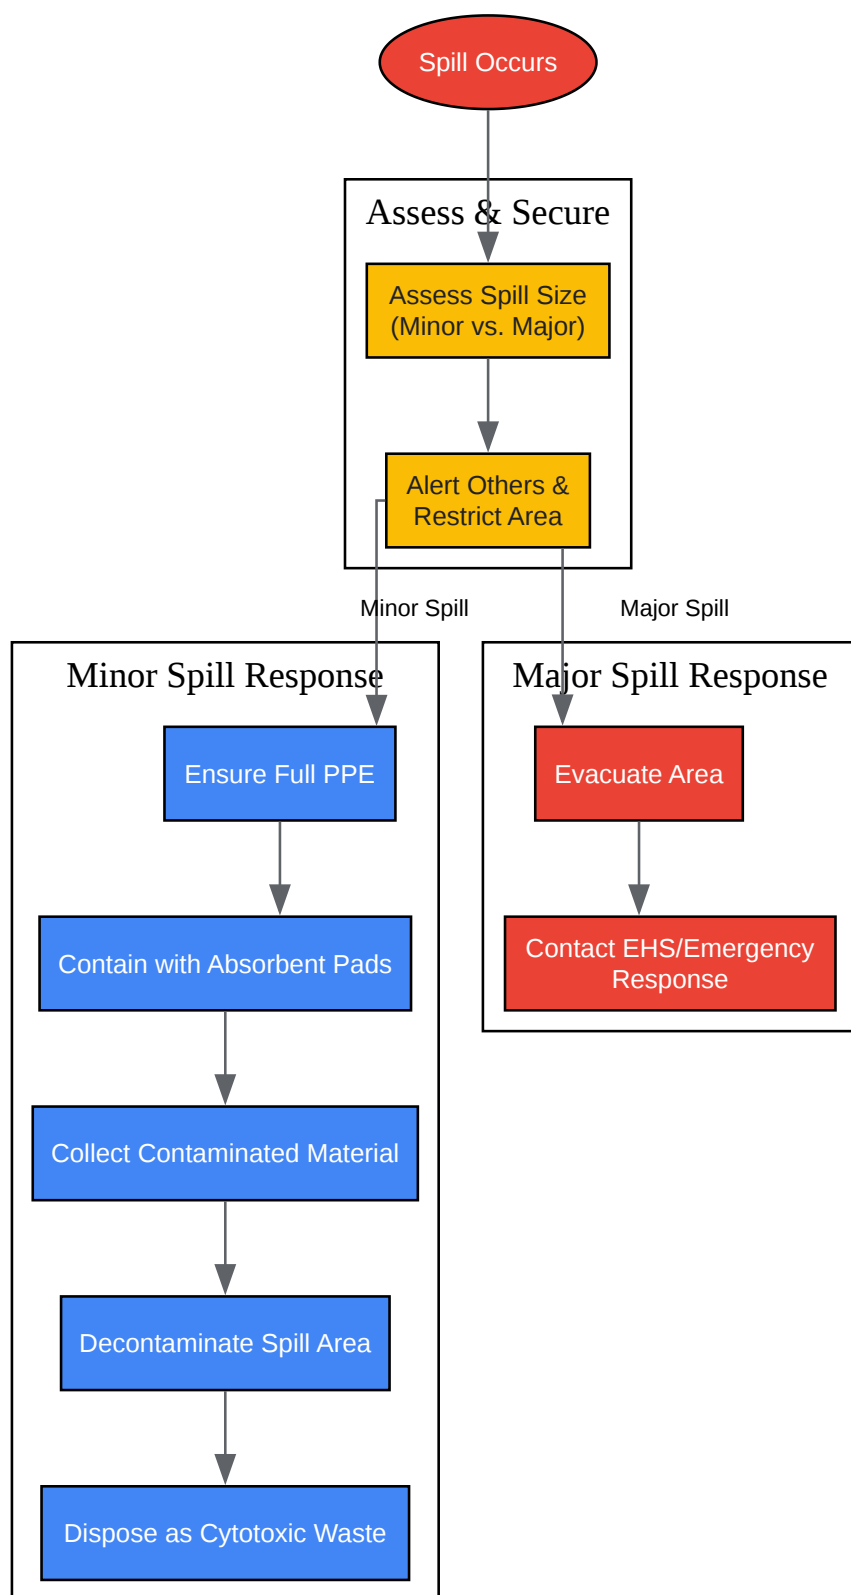 Spill Occurs
Assess & Secure
Assess Spill Size
(Minor vs. Major)
Alert Others &
Restrict Area
Minor Spill
Major Spill
Minor Spill Response
Ensure Full PPE
Contain with Absorbent Pads
Collect Contaminated Material
Decontaminate Spill Area
Dispose as Cytotoxic Waste
Major Spill Response
Evacuate Area
Contact EHS/Emergency
Response